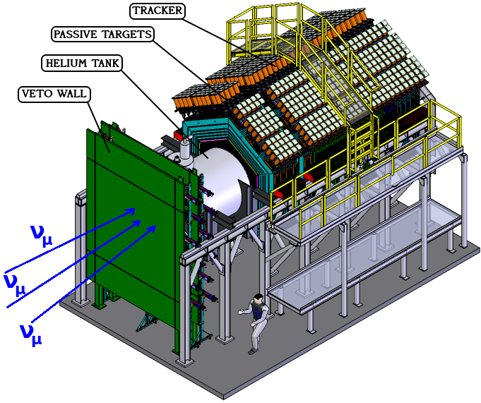 TRACKER
PASSIVE TARGETS
HELIUM TANK
VETO WALL
νμ
νμ
νμ